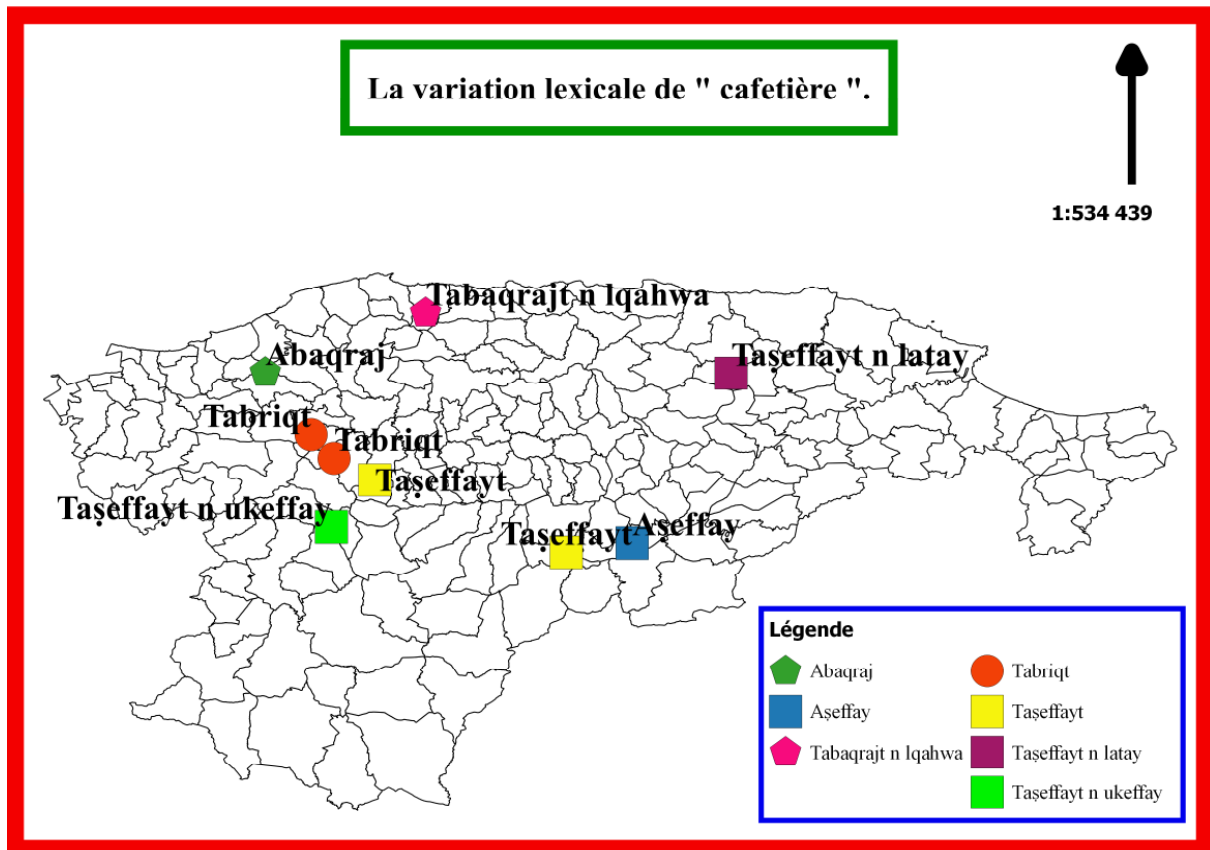 La variation lexicale de " cafetière ".
1:534 439
Tabaqrajt n lqahwa
Abaqraj
Taṣeffayt n latay
Tabriqt
Tabriqt
Taṣeffayt
Taṣeffayt n ukeffay
Taṣeffayt
Aṣeffay
Légende
Abaqraj
Aṣeffay
Tabaqrajt n lqahwa
Tabriqt
Taṣeffayt
Taṣeffayt n latay
Taṣeffayt n ukeffay